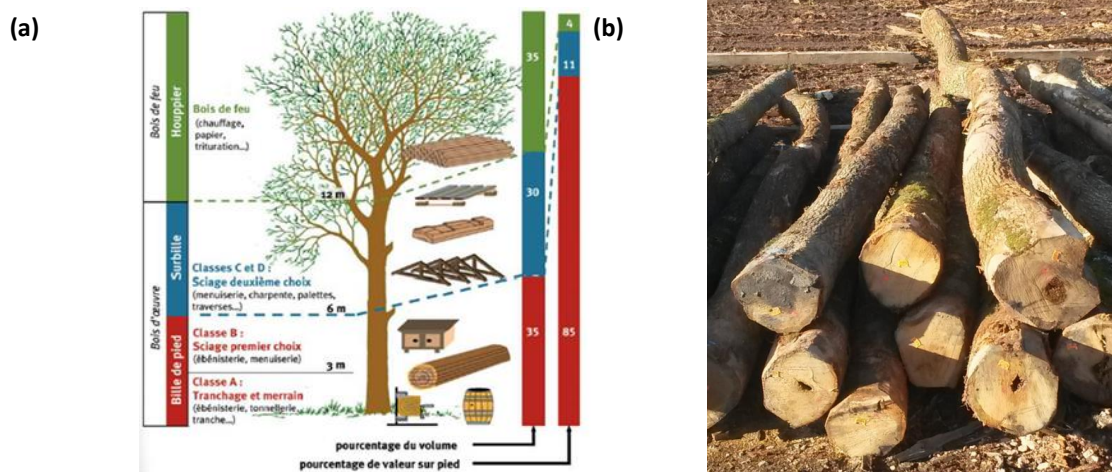 (a)
(b)
Bois de feu
Houppier
Bois de feu
(chauffage,
papier,
trituration...)
12 m
Bois d'œuvre
Surbille
Classes C et D :
Sciage deuxième choix
(menuiserie, charpente, palettes,
traverses...)
6 m
Bille de pied
Classe B :
Sciage premier choix
(ébénisterie, menuiserie)
3 m
Classe A :
Tranchage et merrain
(ébénisterie, tonnellerie,
tranche...)
35
30
35
4
11
85
pourcentage du volume
pourcentage de valeur sur pied